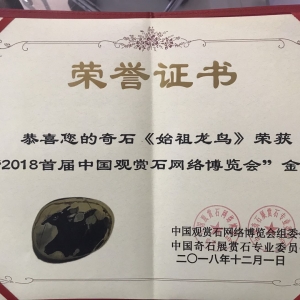 荣誉证书
恭喜您的奇石《始祖龙鸟》荣获
2018首届中国观赏石网络博览会”金
中国观赏石网络博览会组委
中国奇石展赏石专业委员
二〇一八年十二月一日